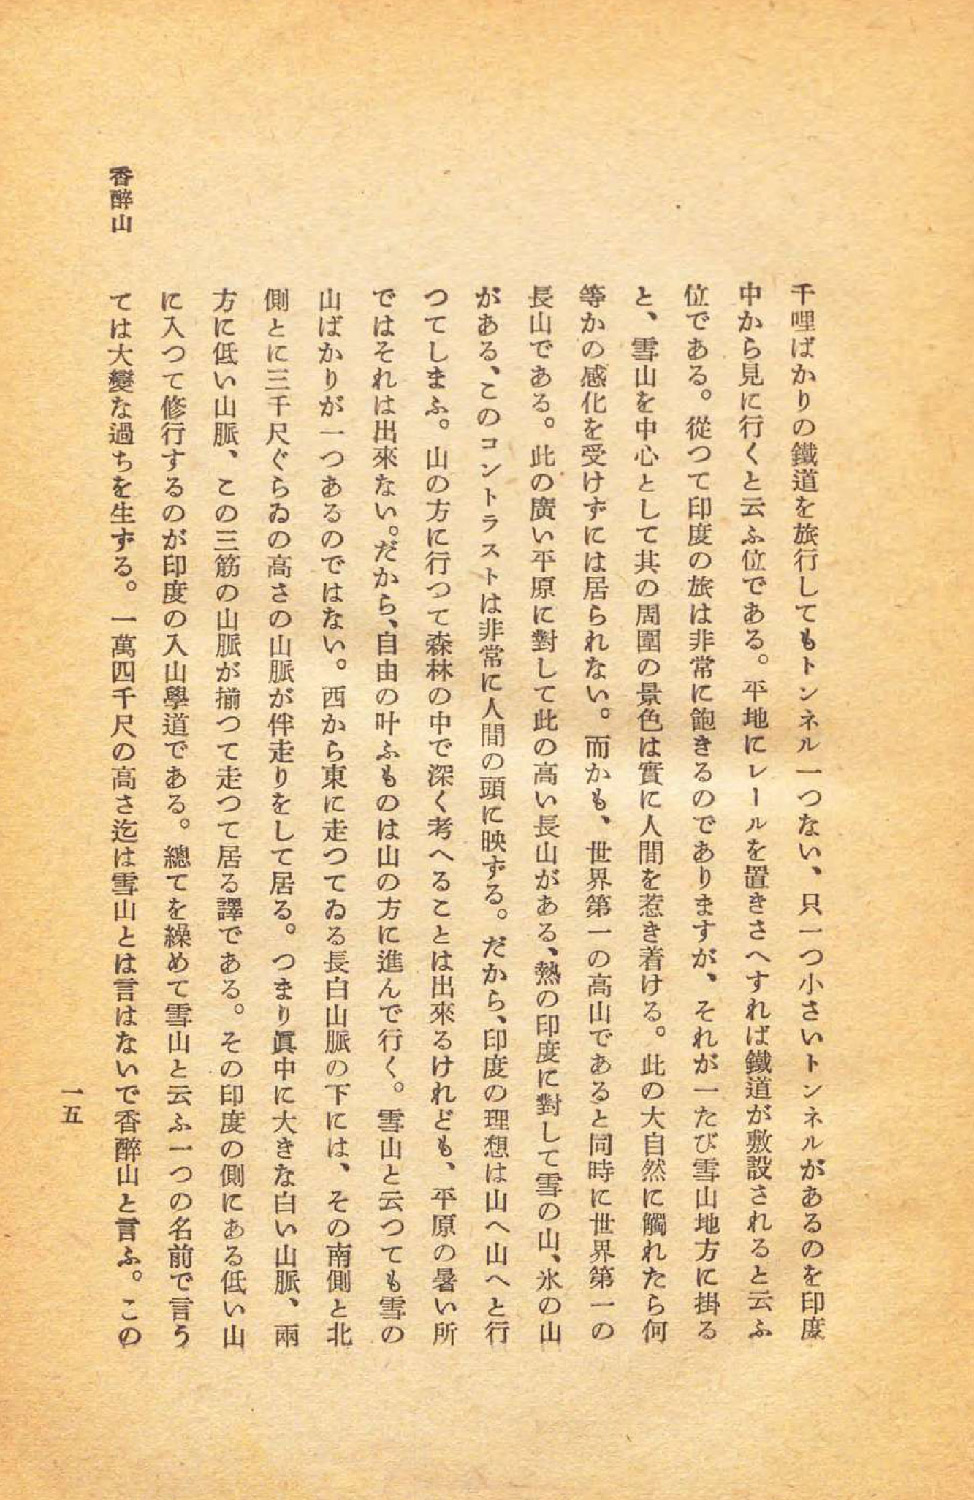 千哩ばかりの鐵道を旅行してもトンネル一つない、只一つ小さいトンネルがあるのを印度
中から見に行くと云ふ位である。平地にレールを置きさへすれば鐵道が敷設されると云ふ
位である。從つて印度の旅は非常に飽きるのでありますが、それが一たび雪山地方に掛る
と、雪山を中心として其の周圍の景色は實に人間を惹き着ける。此の大自然に觸れたら何
等かの感化を受けずには居られない。而かも、世界第一の高山であると同時に世界第一の
長山である。此の廣い平原に對して此の高い長山がある、熱の印度に對して雪の山、氷の山
がある、このコントラストは非常に人間の頭に映ずる。だから、印度の理想は山へ山へと行
つてしまふ。山の方に行つて森林の中で深く考へることは出來るけれども、平原の暑い所
ではそれは出來ない。だから、自由の叶ふものは山の方に進んで行く。雪山と云つても雪の
山ばかりが一つあるのではない。西から東に走つてゐる長白山脈の下には、その南側と北
側とに三千尺ぐらゐの高さの山脈が伴走りをして居る。つまり眞中に大きな白い山脈、兩
方に低い山脈、この三筋の山脈が揃つて走つて居る譯である。その印度の側にある低い山
に入つて修行するのが印度の入山學道である。總てを繰めて雪山と云ふ一つの名前で言う
ては大變な過ちを生ずる。一萬四千尺の高さ迄は雪山とは言はないで香醉山と言ふ。この
香醉山
一五